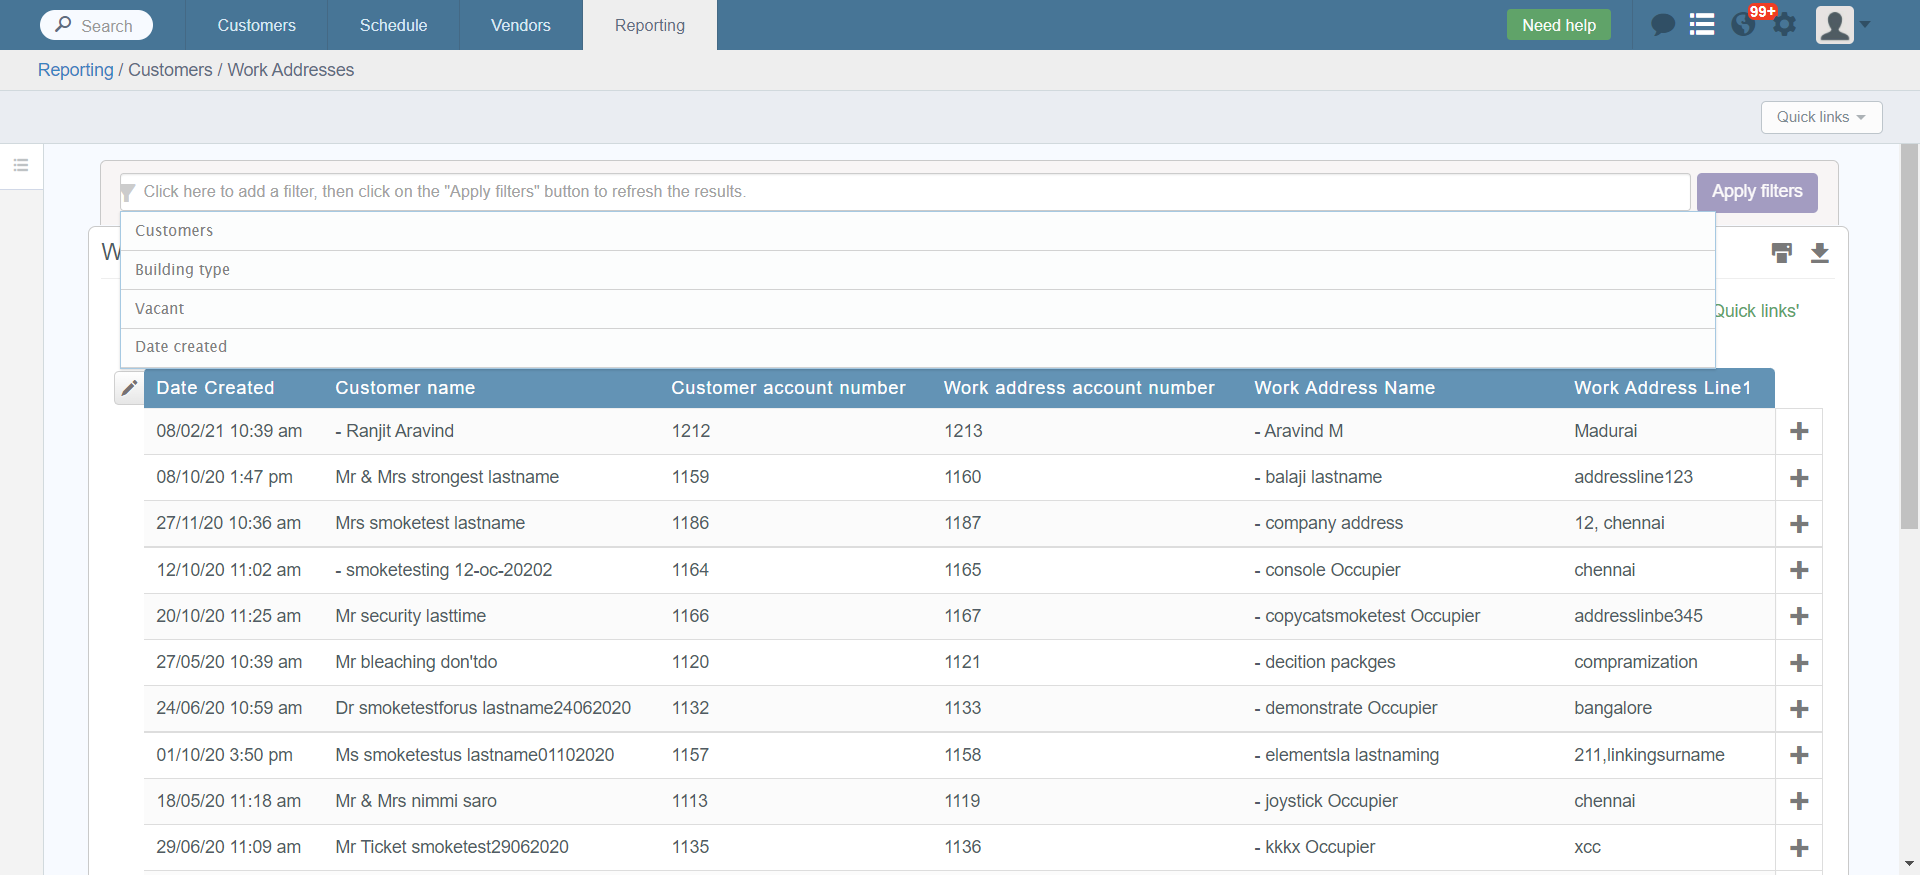 Search Customers Schedule Vendors Reporting Need help 99+
Reporting / Customers / Work Addresses
Quick links
Click here to add a filter, then click on the "Apply filters" button to refresh the results. Apply filters
Customers
W
Building type
Vacant
Quick links'
Date created
Date Created Customer name Customer account number Work address account number Work Address Name Work Address Line1
08/02/21 10:39 am - Ranjit Aravind 1212 1213 - Aravind M Madurai
08/10/20 1:47 pm Mr & Mrs strongest lastname 1159 1160 - balaji lastname addressline123
27/11/20 10:36 am Mrs smoketest lastname 1186 1187 - company address 12, chennai
12/10/20 11:02 am - smoketesting 12-oc-20202 1164 1165 - console Occupier chennai
20/10/20 11:25 am Mr security lasttime 1166 1167 - copycatsmoketest Occupier addresslinbe345
27/05/20 10:39 am Mr bleaching don'tdo 1120 1121 - decition packges compramization
24/06/20 10:59 am Dr smoketestforus lastname24062020 1132 1133 - demonstrate Occupier bangalore
01/10/20 3:50 pm Ms smoketestus lastname01102020 1157 1158 - elementsla lastnaming 211,linkingsurname
18/05/20 11:18 am Mr & Mrs nimmi saro 1113 1119 - joystick Occupier chennai
29/06/20 11:09 am Mr Ticket smoketest29062020 1135 1136 - kkkx Occupier xcc